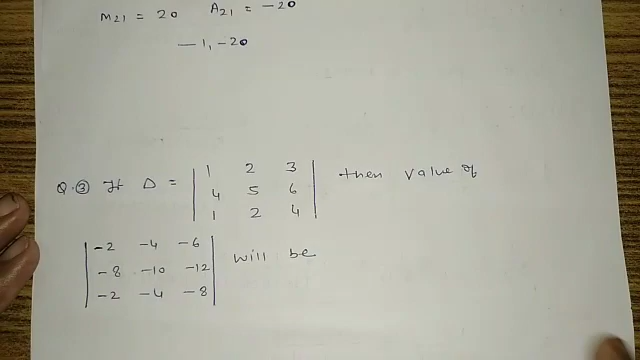 M21 = 20 A21 = -20
- 1, -20
Q.③ If Δ = | 1 2 3 | then value of
| 4 5 6 |
| 1 2 4 |
| -2 -4 -6 |
| -8 -10 -12 | will be
| -2 -4 -8 |